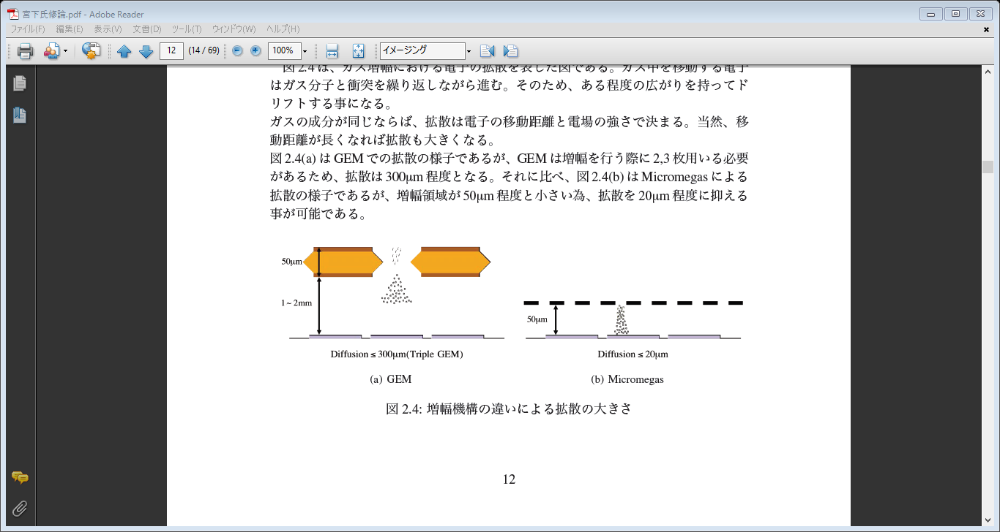 宮下氏修論.pdf - Adobe Reader
ファイル(F) 編集(E) 表示(V) 文書(D) ツール(T) ウィンドウ(W) ヘルプ(H)
12 (14 / 69) 100% イメージング
図 2.4 は、ガス増幅における電子の拡散を表した図である。ガス中を移動する電子
はガス分子と衝突を繰り返しながら進む。そのため、ある程度の広がりを持ってド
リフトする事になる。
ガスの成分が同じならば、拡散は電子の移動距離と電場の強さで決まる。当然、移
動距離が長くなれば拡散も大きくなる。
図 2.4(a) は GEM での拡散の様子であるが、GEM は増幅を行う際に 2,3 枚用いる必要
があるため、拡散は 300μm 程度となる。それに比べ、図 2.4(b) は Micromegas による
拡散の様子であるが、増幅領域が 50μm 程度と小さい為、拡散を 20μm 程度に抑える
事が可能である。
50μm
1 ~ 2mm
Diffusion ≤ 300μm(Triple GEM)
(a) GEM
50μm
Diffusion ≤ 20μm
(b) Micromegas
図 2.4: 増幅機構の違いによる拡散の大きさ
12